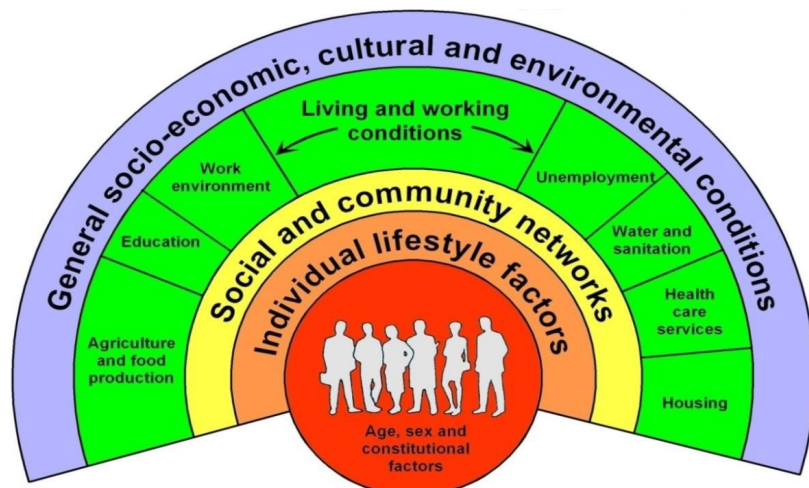 General socio-economic, cultural and environmental conditions
Living and working
conditions
Work
environment
Unemployment
Education
Water and
sanitation
Agriculture
and food
production
Health
care
services
Housing
Social and community networks
Individual lifestyle factors
Age, sex and
constitutional
factors